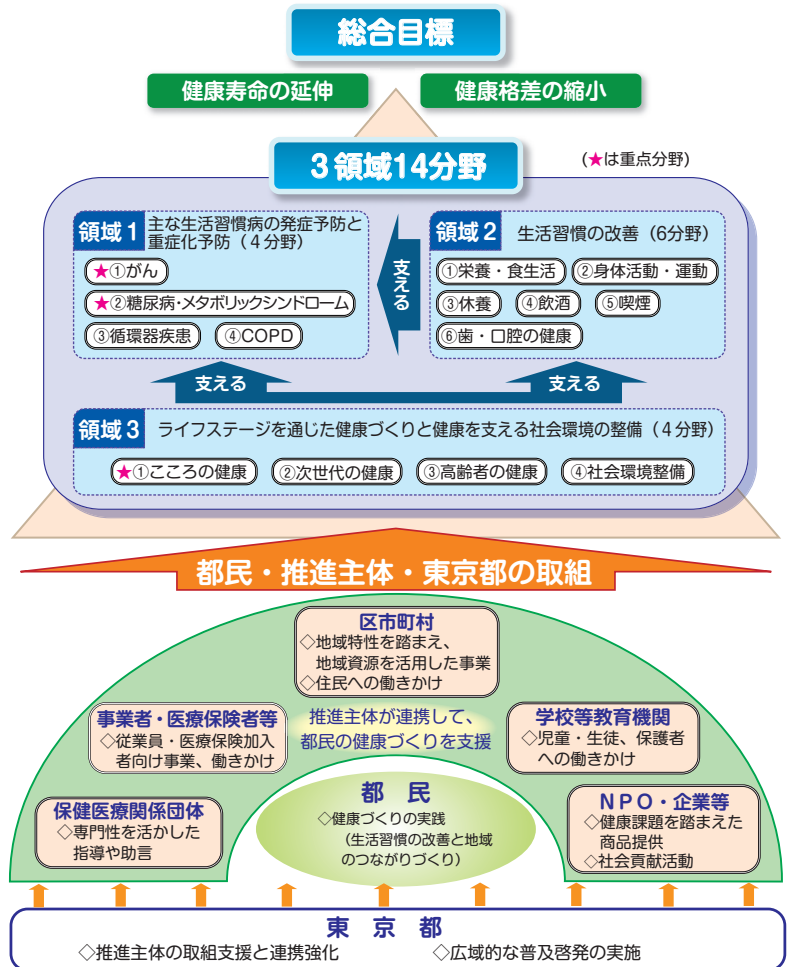 総合目標
健康寿命の延伸
健康格差の縮小
3領域14分野
(★は重点分野)
領域1
主な生活習慣病の発症予防と
重症化予防（4分野）
★①がん
★②糖尿病・メタボリックシンドローム
③循環器疾患
④COPD
支える
領域2
生活習慣の改善（6分野）
①栄養・食生活
②身体活動・運動
③休養
④飲酒
⑤喫煙
⑥歯・口腔の健康
支える
支える
領域3
ライフステージを通じた健康づくりと健康を支える社会環境の整備（4分野）
★①こころの健康
②次世代の健康
③高齢者の健康
④社会環境整備
都民・推進主体・東京都の取組
区市町村
◇地域特性を踏まえ、
地域資源を活用した事業
◇住民への働きかけ
事業者・医療保険者等
◇従業員・医療保険加入
者向け事業、働きかけ
推進主体が連携して、
都民の健康づくりを支援
学校等教育機関
◇児童・生徒、保護者
への働きかけ
保健医療関係団体
◇専門性を活かした
指導や助言
都民
◇健康づくりの実践
（生活習慣の改善と地域
のつながりづくり）
NPO・企業等
◇健康課題を踏まえた
商品提供
◇社会貢献活動
東京都
◇推進主体の取組支援と連携強化
◇広域的な普及啓発の実施